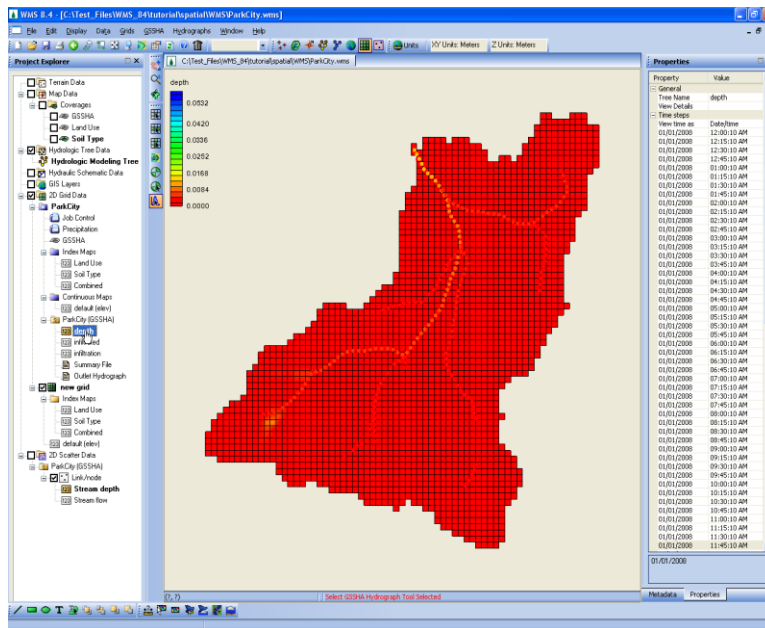 WMS 8.4 - [C:\Test_Files\WMS_84\tutorial\spatial\WMS\ParkCity.wms]
File Edit Display Data Grids GSSHA Hydrographs Window Help
Units XY Units: Meters Z Units: Meters
Project Explorer
C:\Test_Files\WMS_84\tutorial\spatial\WMS\ParkCity.wms
Terrain Data
Map Data
Coverages
GSSHA
Land Use
Soil Type
Hydrologic Tree Data
Hydrologic Modeling Tree
Hydraulic Schematic Data
GIS Layers
2D Grid Data
ParkCity
Job Control
Precipitation
GSSHA
Index Maps
Land Use
Soil Type
Combined
Continuous Maps
default (elev)
ParkCity (GSSHA)
depth
infiltration
Summary File
Outlet Hydrograph
new grid
Index Maps
Land Use
Soil Type
Combined
default (elev)
2D Scatter Data
ParkCity (GSSHA)
Link/node
Stream depth
Stream flow
depth
0.0532
0.0420
0.0336
0.0252
0.0168
0.0084
0.0000
(?, ?)
Select GSSHA Hydrograph Tool Selected
Properties
Property Value
General
Tree Name depth
View Details
Time steps
View time as Date/time
01/01/2008 12:00:10 AM
01/01/2008 12:15:10 AM
01/01/2008 12:30:10 AM
01/01/2008 12:45:10 AM
01/01/2008 01:00:10 AM
01/01/2008 01:15:10 AM
01/01/2008 01:30:10 AM
01/01/2008 01:45:10 AM
01/01/2008 02:00:10 AM
01/01/2008 02:15:10 AM
01/01/2008 02:30:10 AM
01/01/2008 02:45:10 AM
01/01/2008 03:00:10 AM
01/01/2008 03:15:10 AM
01/01/2008 03:30:10 AM
01/01/2008 03:45:10 AM
01/01/2008 04:00:10 AM
01/01/2008 04:15:10 AM
01/01/2008 04:30:10 AM
01/01/2008 04:45:10 AM
01/01/2008 05:00:10 AM
01/01/2008 05:15:10 AM
01/01/2008 05:30:10 AM
01/01/2008 05:45:10 AM
01/01/2008 06:00:10 AM
01/01/2008 06:15:10 AM
01/01/2008 06:30:10 AM
01/01/2008 06:45:10 AM
01/01/2008 07:00:10 AM
01/01/2008 07:15:10 AM
01/01/2008 07:30:10 AM
01/01/2008 07:45:10 AM
01/01/2008 08:00:10 AM
01/01/2008 08:15:10 AM
01/01/2008 08:30:10 AM
01/01/2008 08:45:10 AM
01/01/2008 09:00:10 AM
01/01/2008 09:15:10 AM
01/01/2008 09:30:10 AM
01/01/2008 09:45:10 AM
01/01/2008 10:00:10 AM
01/01/2008 10:15:10 AM
01/01/2008 10:30:10 AM
01/01/2008 10:45:10 AM
01/01/2008 11:00:10 AM
01/01/2008 11:15:10 AM
01/01/2008 11:30:10 AM
01/01/2008 11:45:10 AM
01/01/2008
Metadata Properties